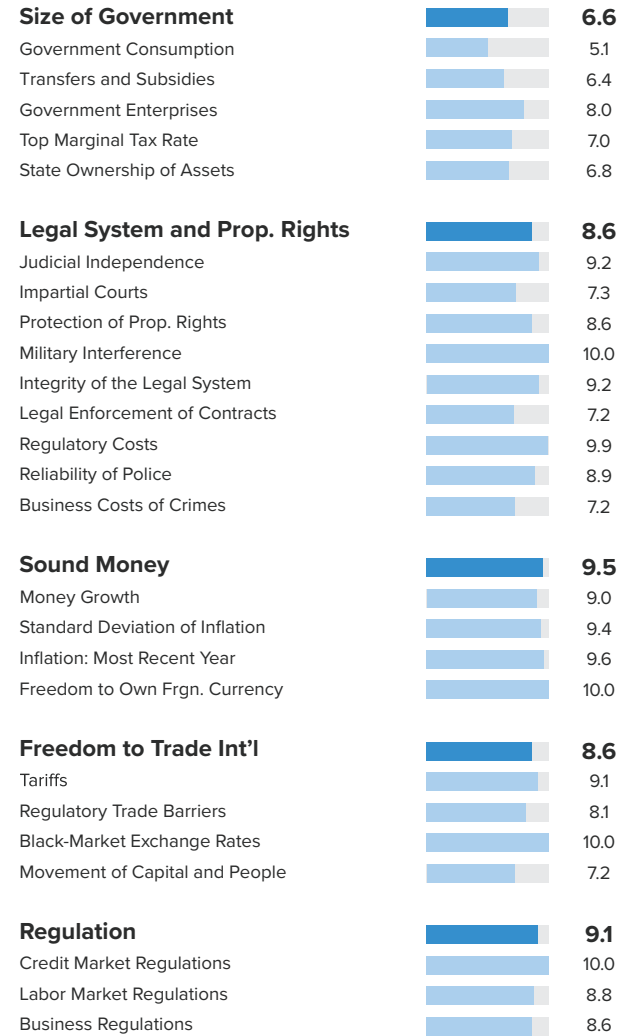 Size of Government 6.6
Government Consumption 5.1
Transfers and Subsidies 6.4
Government Enterprises 8.0
Top Marginal Tax Rate 7.0
State Ownership of Assets 6.8
Legal System and Prop. Rights 8.6
Judicial Independence 9.2
Impartial Courts 7.3
Protection of Prop. Rights 8.6
Military Interference 10.0
Integrity of the Legal System 9.2
Legal Enforcement of Contracts 7.2
Regulatory Costs 9.9
Reliability of Police 8.9
Business Costs of Crimes 7.2
Sound Money 9.5
Money Growth 9.0
Standard Deviation of Inflation 9.4
Inflation: Most Recent Year 9.6
Freedom to Own Frgn. Currency 10.0
Freedom to Trade Int’l 8.6
Tariffs 9.1
Regulatory Trade Barriers 8.1
Black-Market Exchange Rates 10.0
Movement of Capital and People 7.2
Regulation 9.1
Credit Market Regulations 10.0
Labor Market Regulations 8.8
Business Regulations 8.6